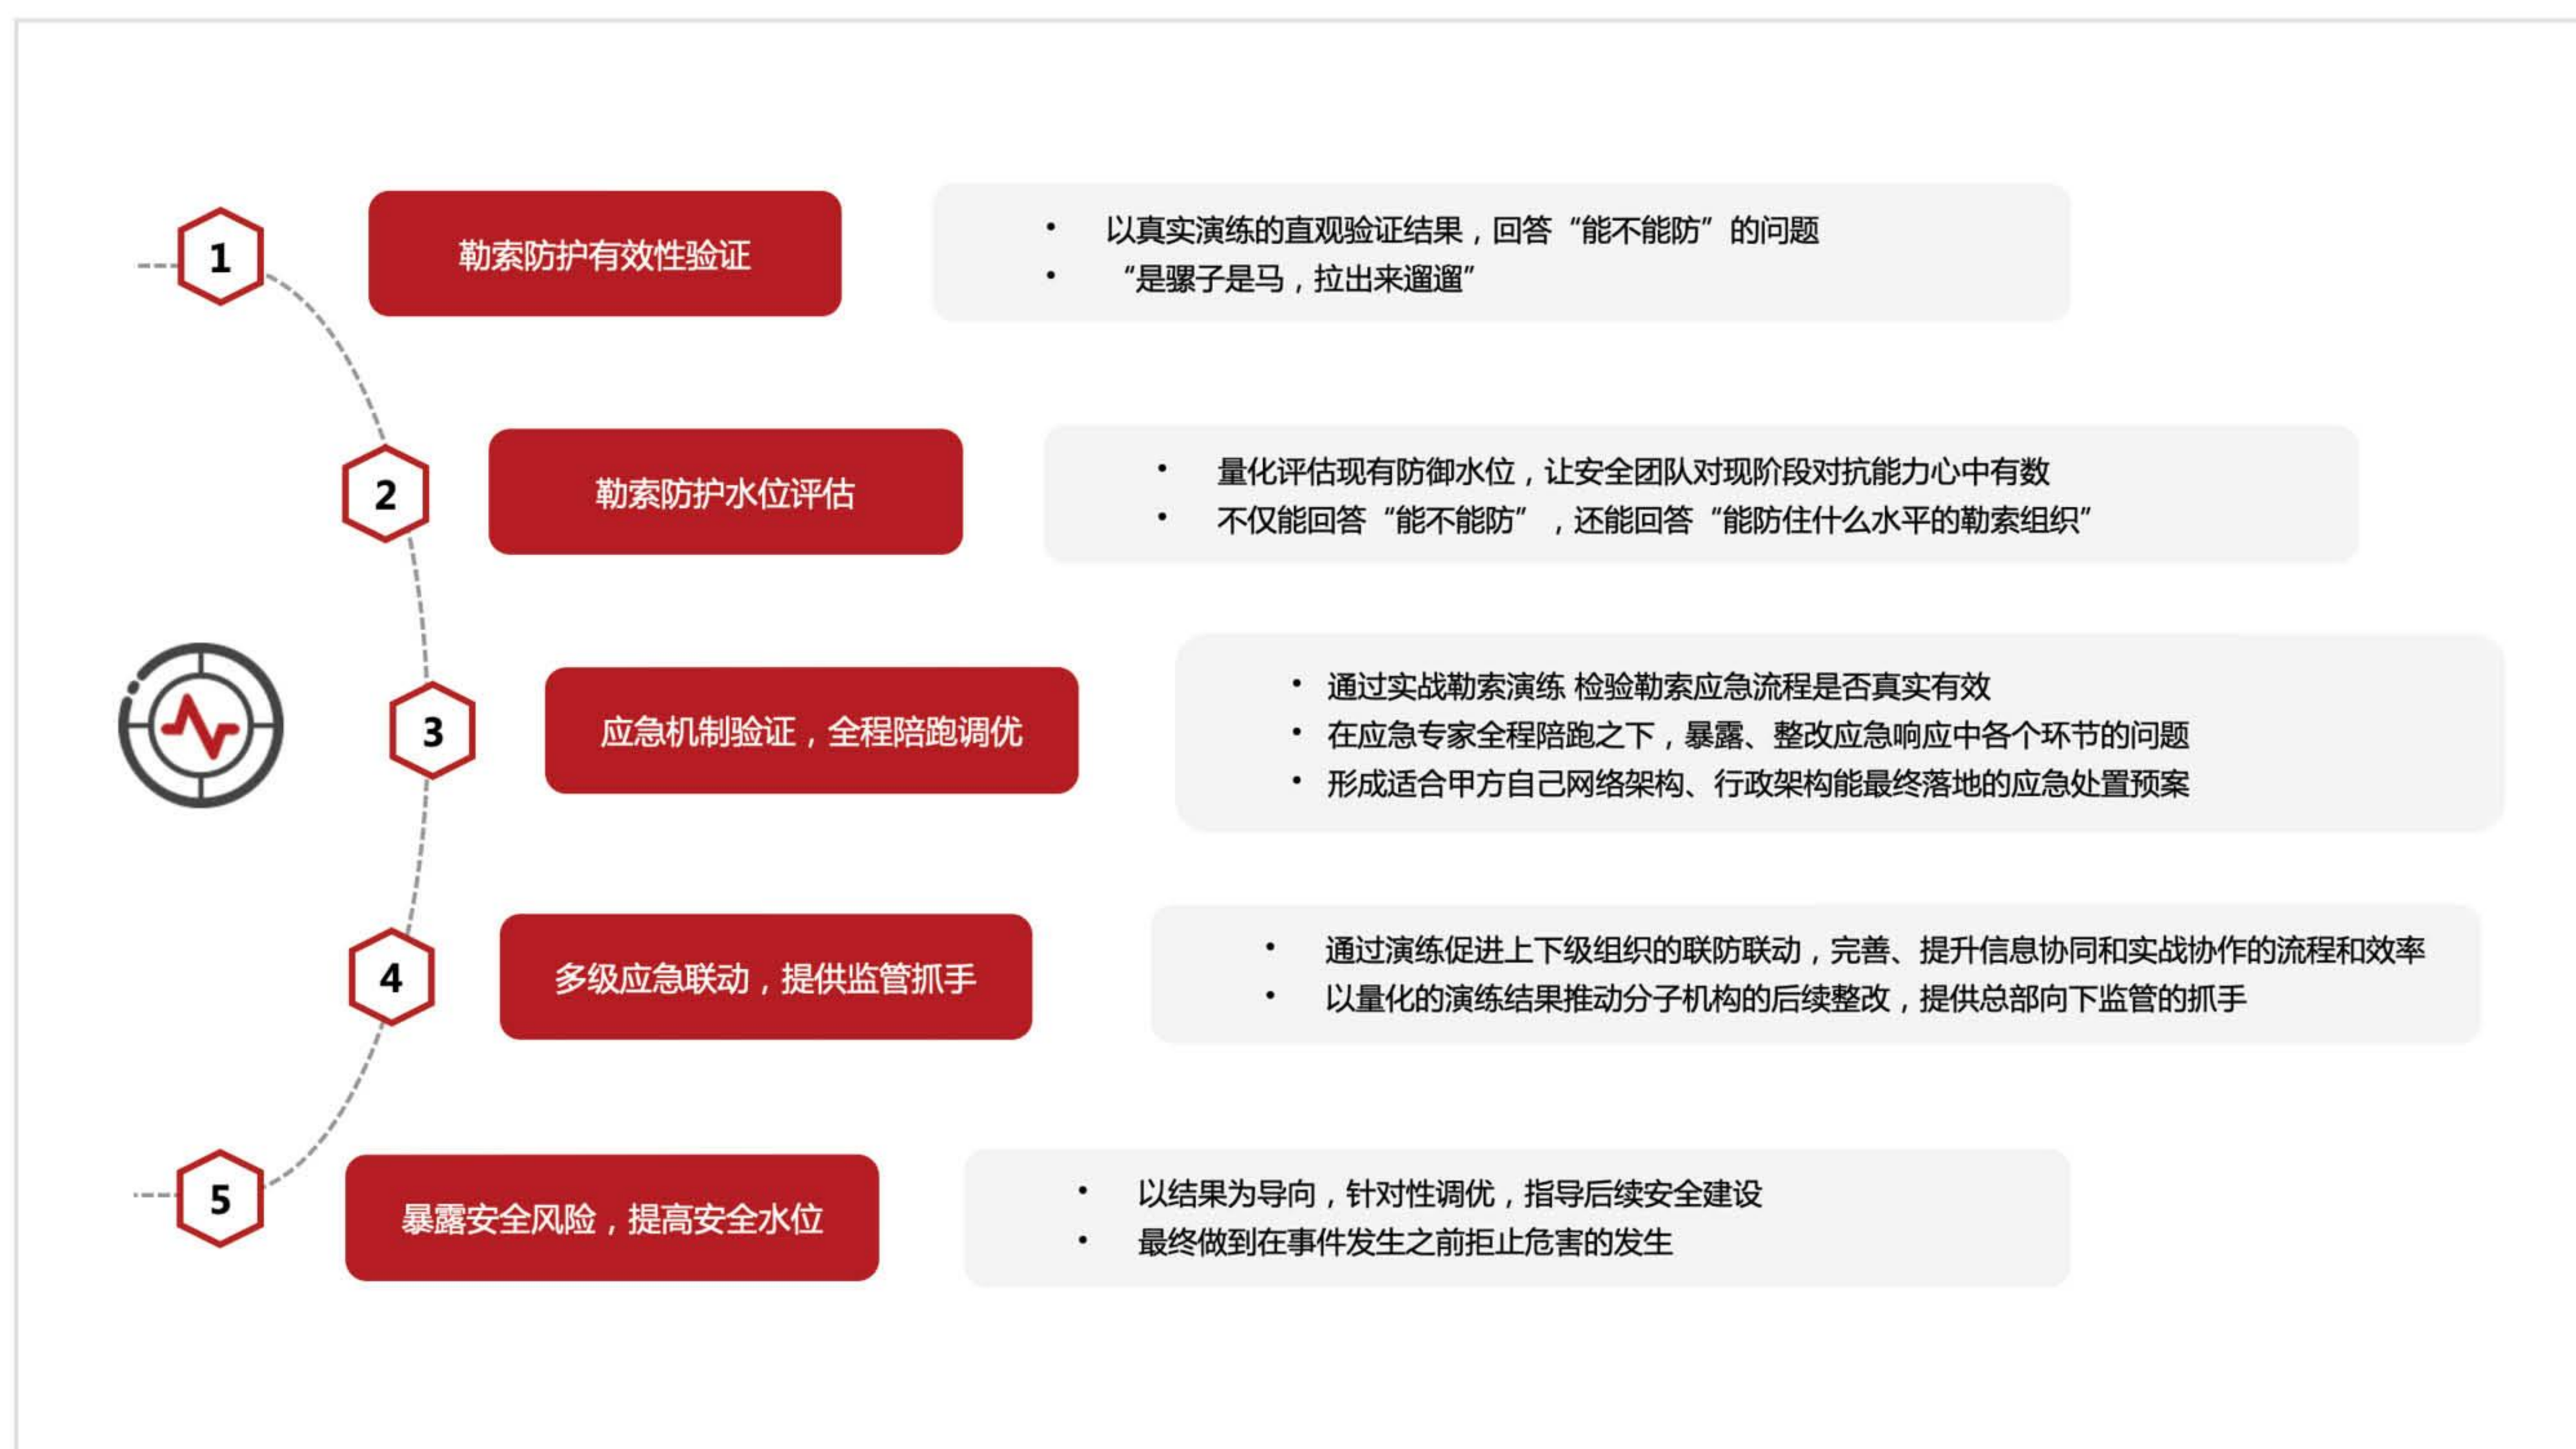 1
勒索防护有效性验证
• 以真实演练的直观验证结果，回答“能不能防”的问题
• “是骡子是马，拉出来遛遛”
2
勒索防护水位评估
• 量化评估现有防御水位，让安全团队对现阶段对抗能力心中有数
• 不仅能回答“能不能防”，还能回答“能防住什么水平的勒索组织”
3
应急机制验证，全程陪跑调优
• 通过实战勒索演练 检验勒索应急流程是否真实有效
• 在应急专家全程陪跑之下，暴露、整改应急响应中各个环节的问题
• 形成适合甲方自己网络架构、行政架构能最终落地的应急处置预案
4
多级应急联动，提供监管抓手
• 通过演练促进上下级组织的联防联动，完善、提升信息协同和实战协作的流程和效率
• 以量化的演练结果推动分子机构的后续整改，提供总部向下监管的抓手
5
暴露安全风险，提高安全水位
• 以结果为导向，针对性调优，指导后续安全建设
• 最终做到在事件发生之前拒止危害的发生